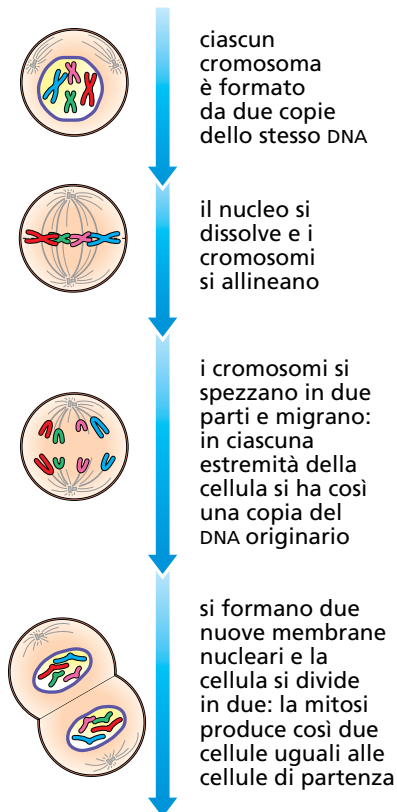 ciascun
cromosoma
è formato
da due copie
dello stesso DNA
il nucleo si
dissolve e i
cromosomi
si allineano
i cromosomi si
spezzano in due
parti e migrano:
in ciascuna
estremità della
cellula si ha così
una copia del
DNA originario
si formano due
nuove membrane
nucleari e la
cellula si divide
in due: la mitosi
produce così due
cellule uguali alle
cellule di partenza